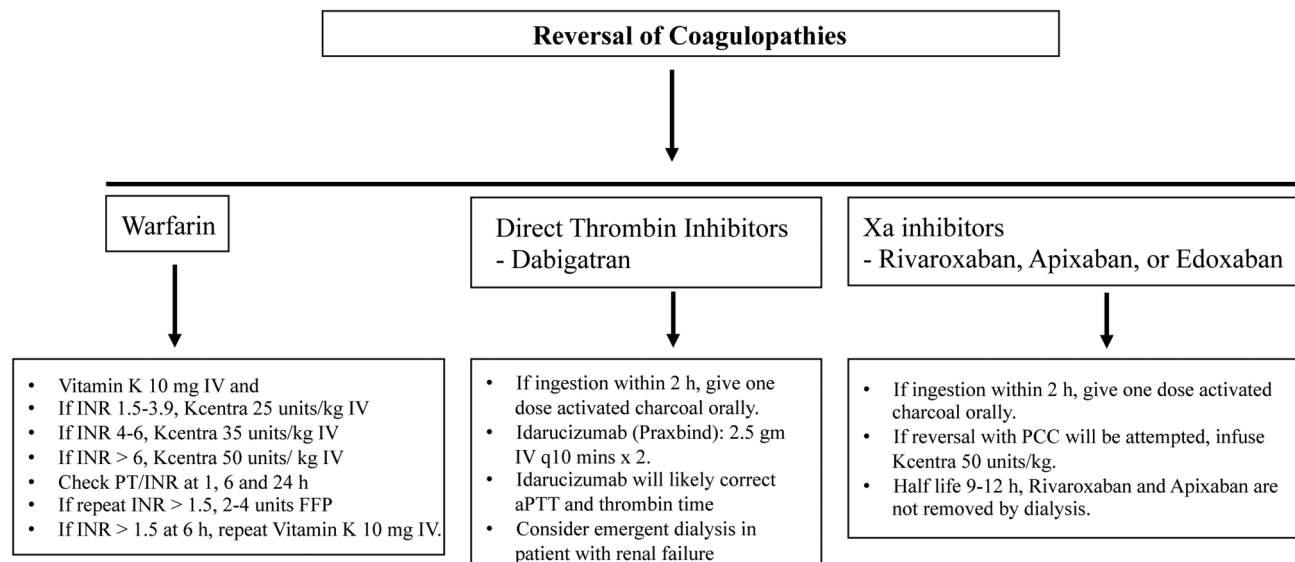 Reversal of Coagulopathies
Warfarin
• Vitamin K 10 mg IV and
• If INR 1.5-3.9, Kcentra 25 units/kg IV
• If INR 4-6, Kcentra 35 units/kg IV
• If INR > 6, Kcentra 50 units/ kg IV
• Check PT/INR at 1, 6 and 24 h
• If repeat INR > 1.5, 2-4 units FFP
• If INR > 1.5 at 6 h, repeat Vitamin K 10 mg IV.
Direct Thrombin Inhibitors
- Dabigatran
• If ingestion within 2 h, give one
dose activated charcoal orally.
• Idarucizumab (Praxbind): 2.5 gm
IV q10 mins x 2.
• Idarucizumab will likely correct
aPTT and thrombin time
• Consider emergent dialysis in
patient with renal failure
Xa inhibitors
- Rivaroxaban, Apixaban, or Edoxaban
• If ingestion within 2 h, give one dose activated
charcoal orally.
• If reversal with PCC will be attempted, infuse
Kcentra 50 units/kg.
• Half life 9-12 h, Rivaroxaban and Apixaban are
not removed by dialysis.